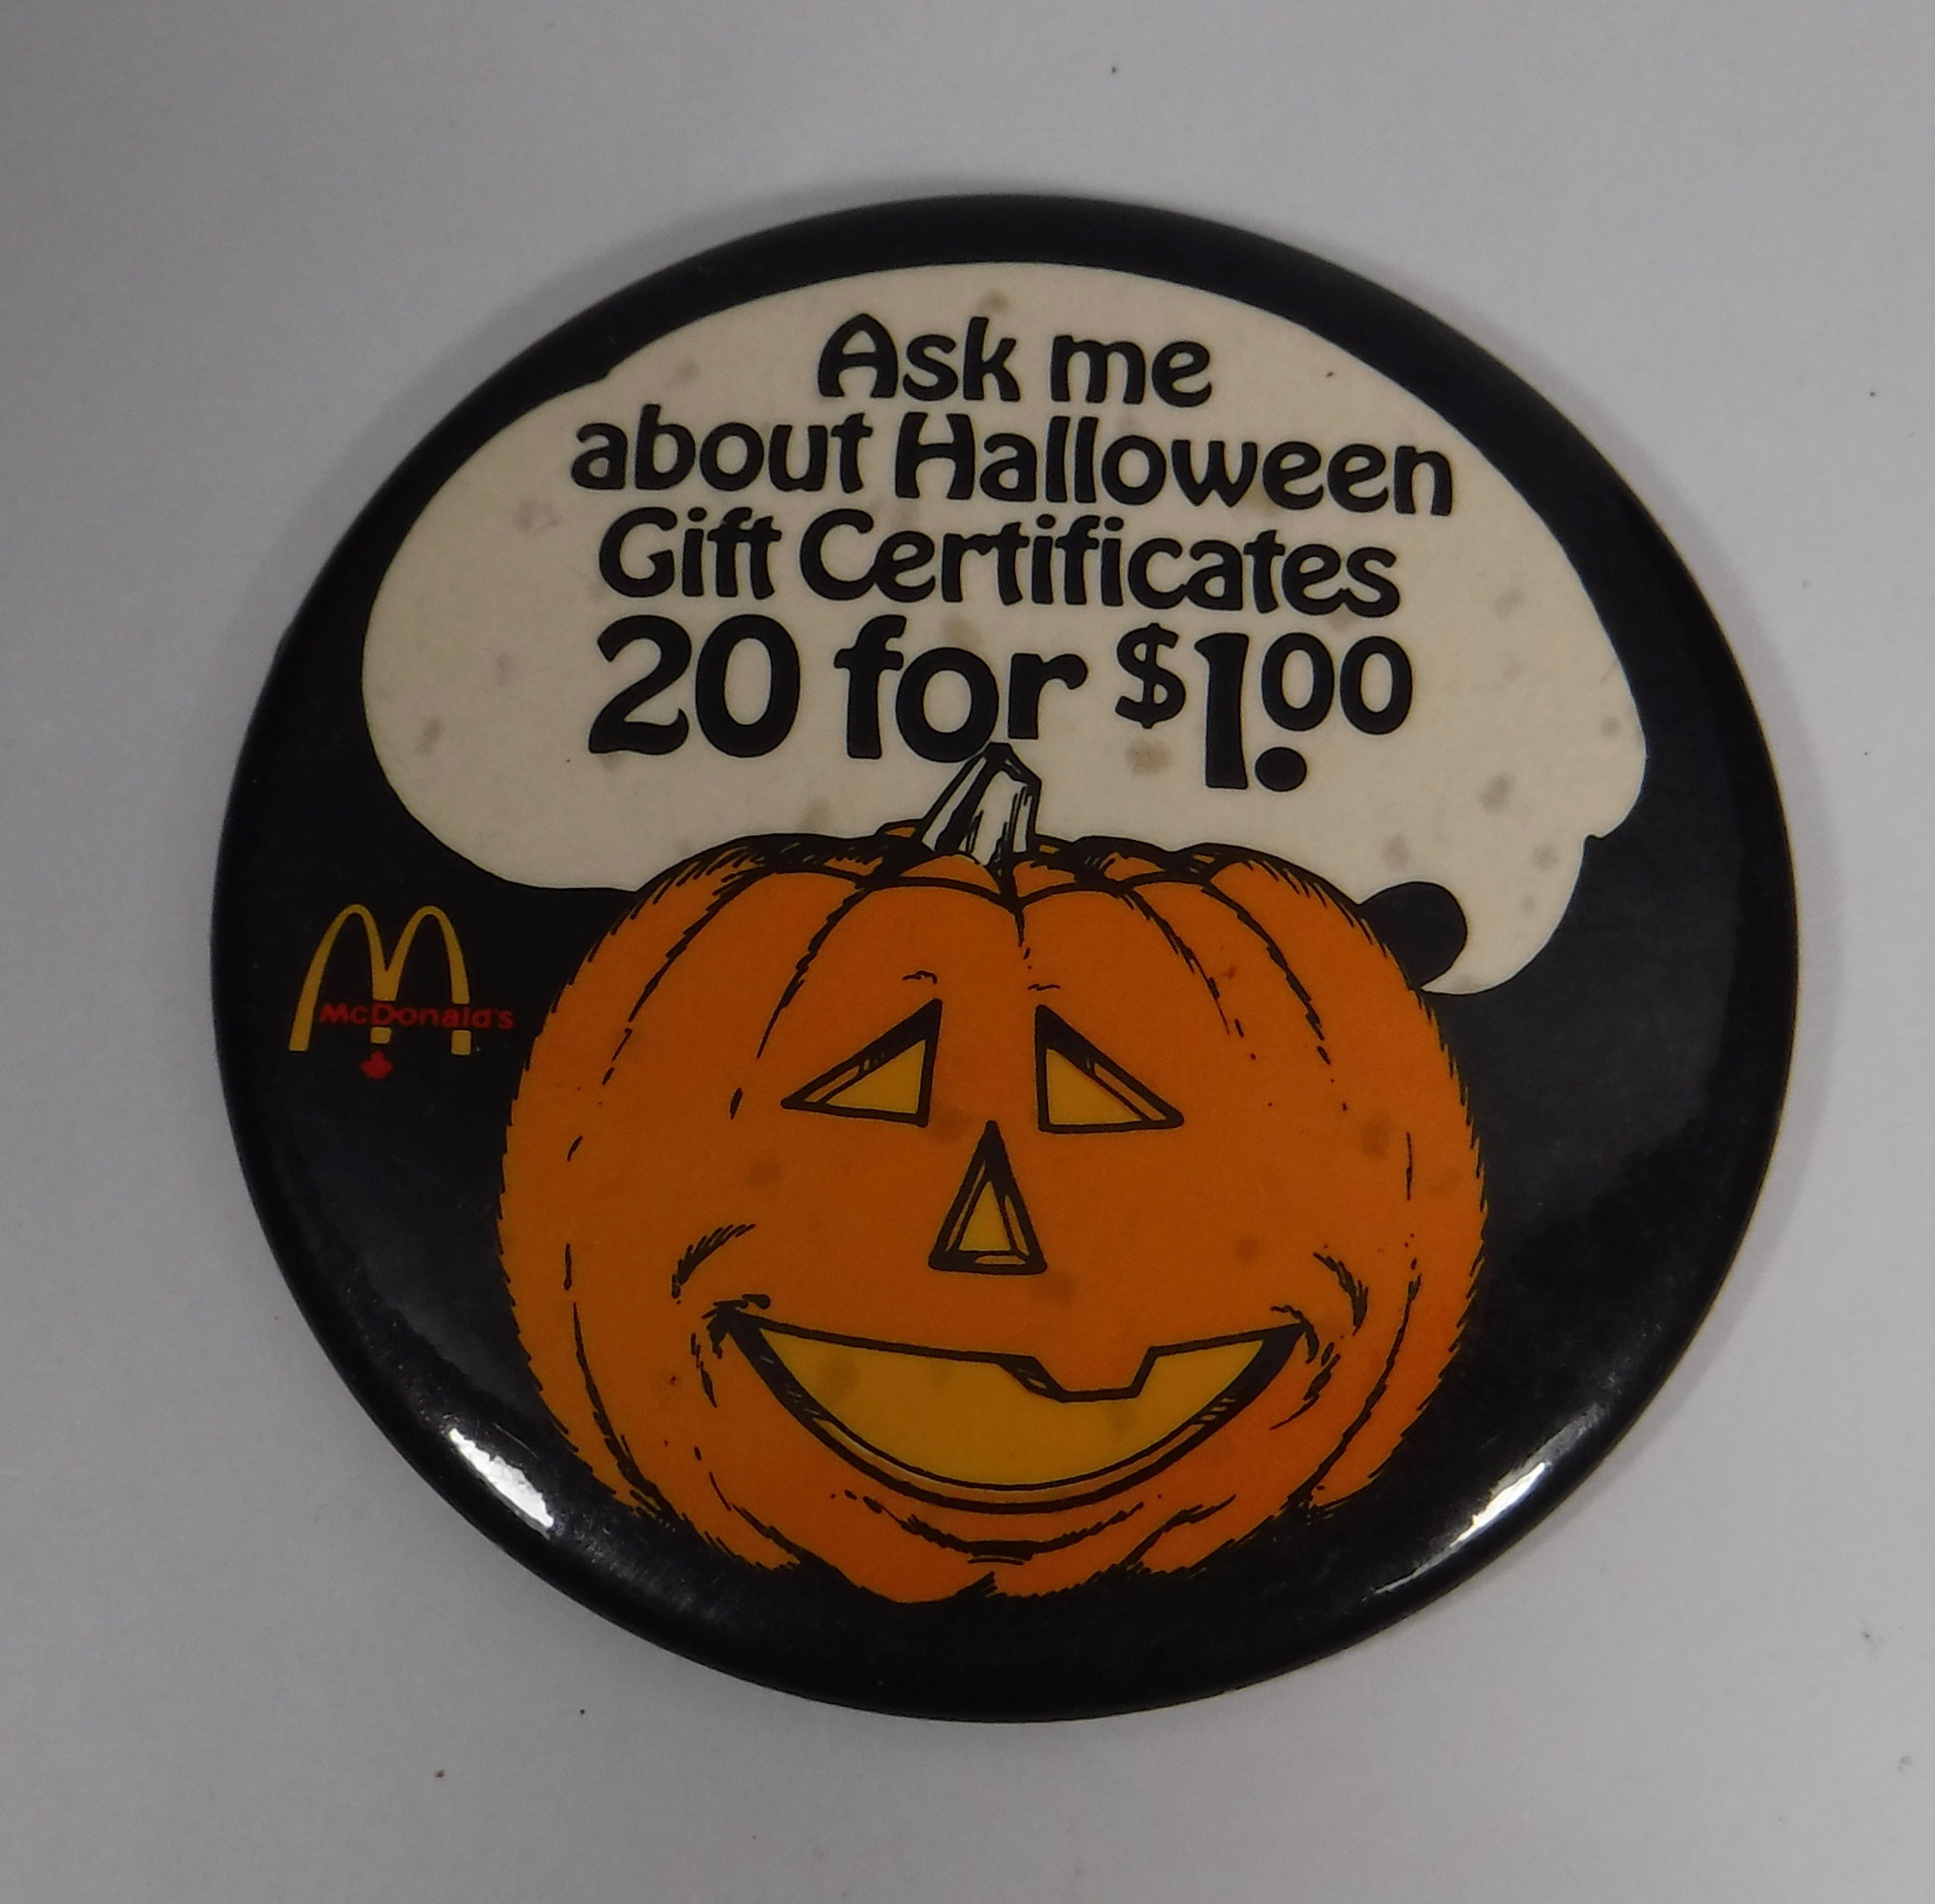 Ask me
about Halloween
Gift Certificates
20 for $1.00
McDonald's